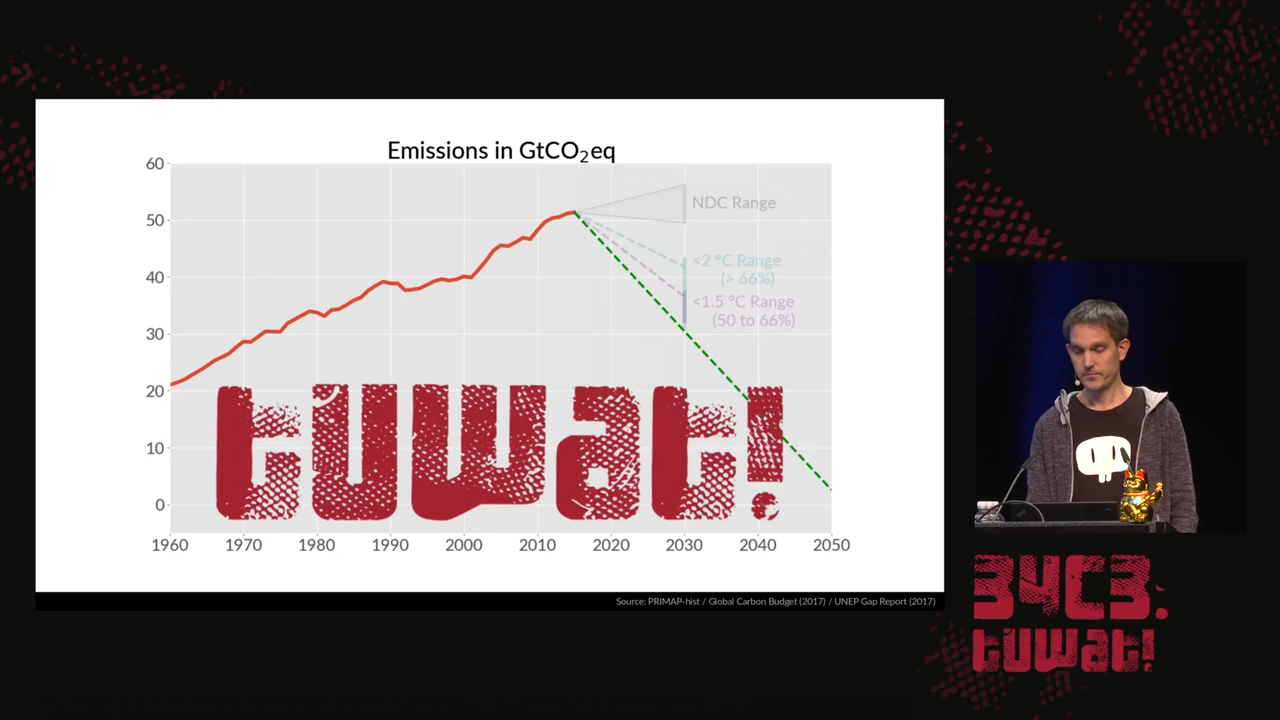 Emissions in GtCO₂eq
60
50
40
30
20
10
0
NDC Range
<2 °C Range
(> 66%)
<1.5 °C Range
(50 to 66%)
tuwat!
1960 1970 1980 1990 2000 2010 2020 2030 2040 2050
Source: PRIMAP-hist / Global Carbon Budget (2017) / UNEP Gap Report (2017)
34C3.
tuwat!